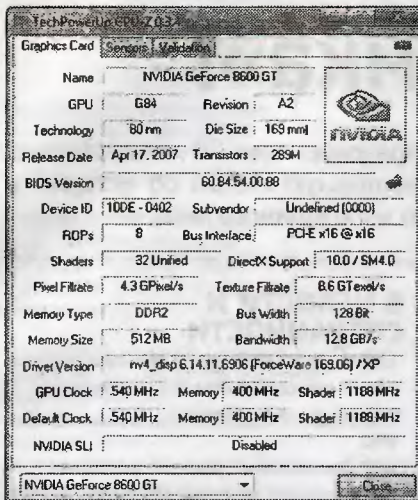 TechPowerUp GPU-Z 0.3.4
Graphics Card Sensors Validation
Name NVIDIA GeForce 8600 GT
GPU G84 Revision A2
Technology 80 nm Die Size 169 mm²
Release Date Apr 17, 2007 Transistors 289M
BIOS Version 60.84.54.00.88
Device ID 10DE - 0402 Subvendor Undefined (0000)
ROPs 8 Bus Interface PCI-E x16 @ x16
Shaders 32 Unified DirectX Support 10.0 / SM4.0
Pixel Fillrate 4.3 GPixel/s Texture Fillrate 8.6 GTexel/s
Memory Type DDR2 Bus Width 128 Bit
Memory Size 512 MB Bandwidth 12.8 GB/s
Driver Version nv4_disp 6.14.11.6906 (ForceWare 169.06) / XP
GPU Clock 540 MHz Memory 400 MHz Shader 1188 MHz
Default Clock 540 MHz Memory 400 MHz Shader 1188 MHz
NVIDIA SLI Disabled
NVIDIA GeForce 8600 GT Close
nVIDIA